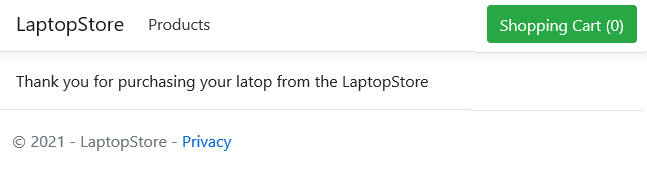 LaptopStore Products Shopping Cart (0)
Thank you for purchasing your latop from the LaptopStore
© 2021 - LaptopStore - Privacy